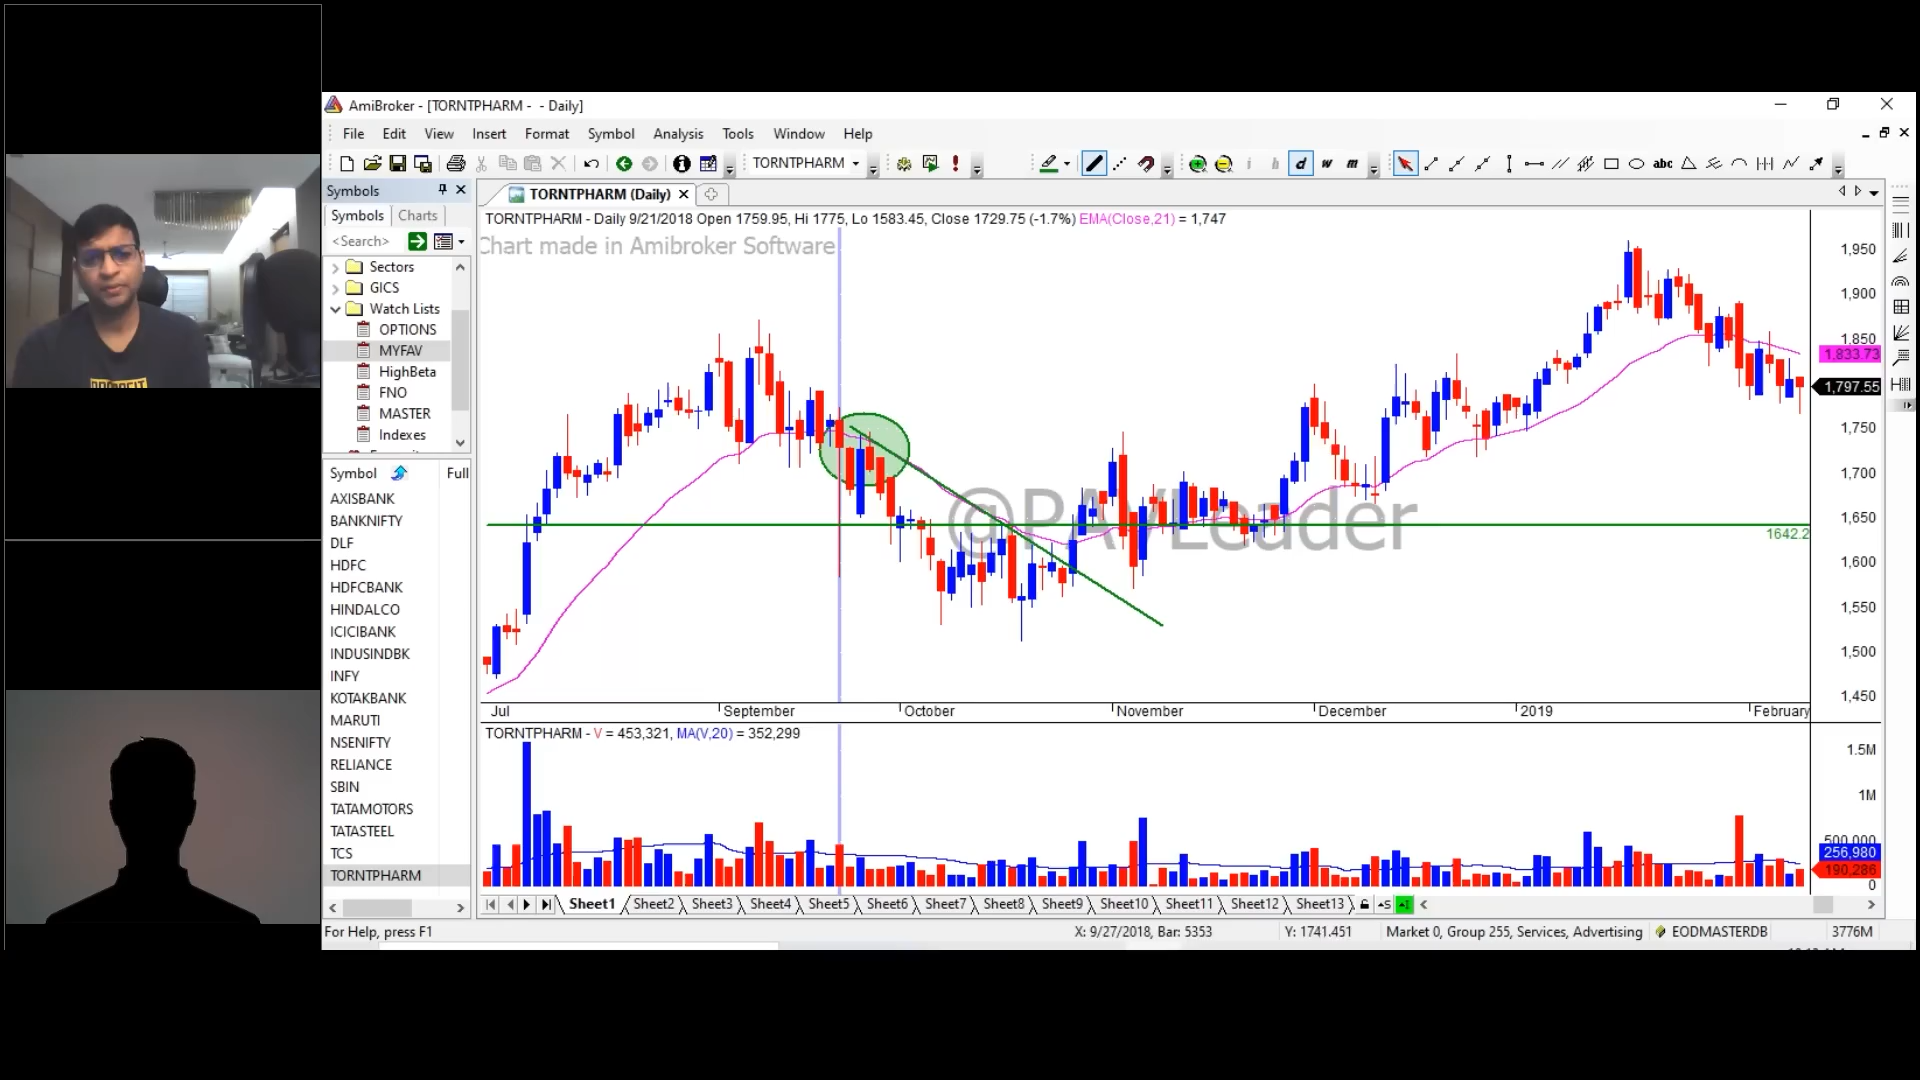 AmiBroker - [TORNTPHARM - - Daily]
File Edit View Insert Format Symbol Analysis Tools Window Help
TORNTPHARM
i h d w m
abc
Symbols
TORNTPHARM (Daily)
Symbols Charts
<Search>
Sectors
GICS
Watch Lists
OPTIONS
MYFAV
HighBeta
FNO
MASTER
Indexes
Symbol Full
AXISBANK
BANKNIFTY
DLF
HDFC
HDFCBANK
HINDALCO
ICICIBANK
INDUSINDBK
INFY
KOTAKBANK
MARUTI
NSENIFTY
RELIANCE
SBIN
TATAMOTORS
TATASTEEL
TCS
TORNTPHARM
TORNTPHARM - Daily 9/21/2018 Open 1759.95, Hi 1775, Lo 1583.45, Close 1729.75 (-1.7%) EMA(Close,21) = 1,747
Chart made in Amibroker Software
@PAVLeader
1,950
1,900
1,850
1,833.73
1,797.55
1,750
1,700
1,650
1642.2
1,600
1,550
1,500
1,450
Jul September October November December 2019 February
TORNTPHARM - V = 453,321, MA(V,20) = 352,299
1.5M
1M
500,000
256,980
190,286
0
Sheet1 Sheet2 Sheet3 Sheet4 Sheet5 Sheet6 Sheet7 Sheet8 Sheet9 Sheet10 Sheet11 Sheet12 Sheet13
For Help, press F1 X: 9/27/2018, Bar: 5353 Y: 1741.451 Market 0, Group 255, Services, Advertising EODMASTERDB 3776M